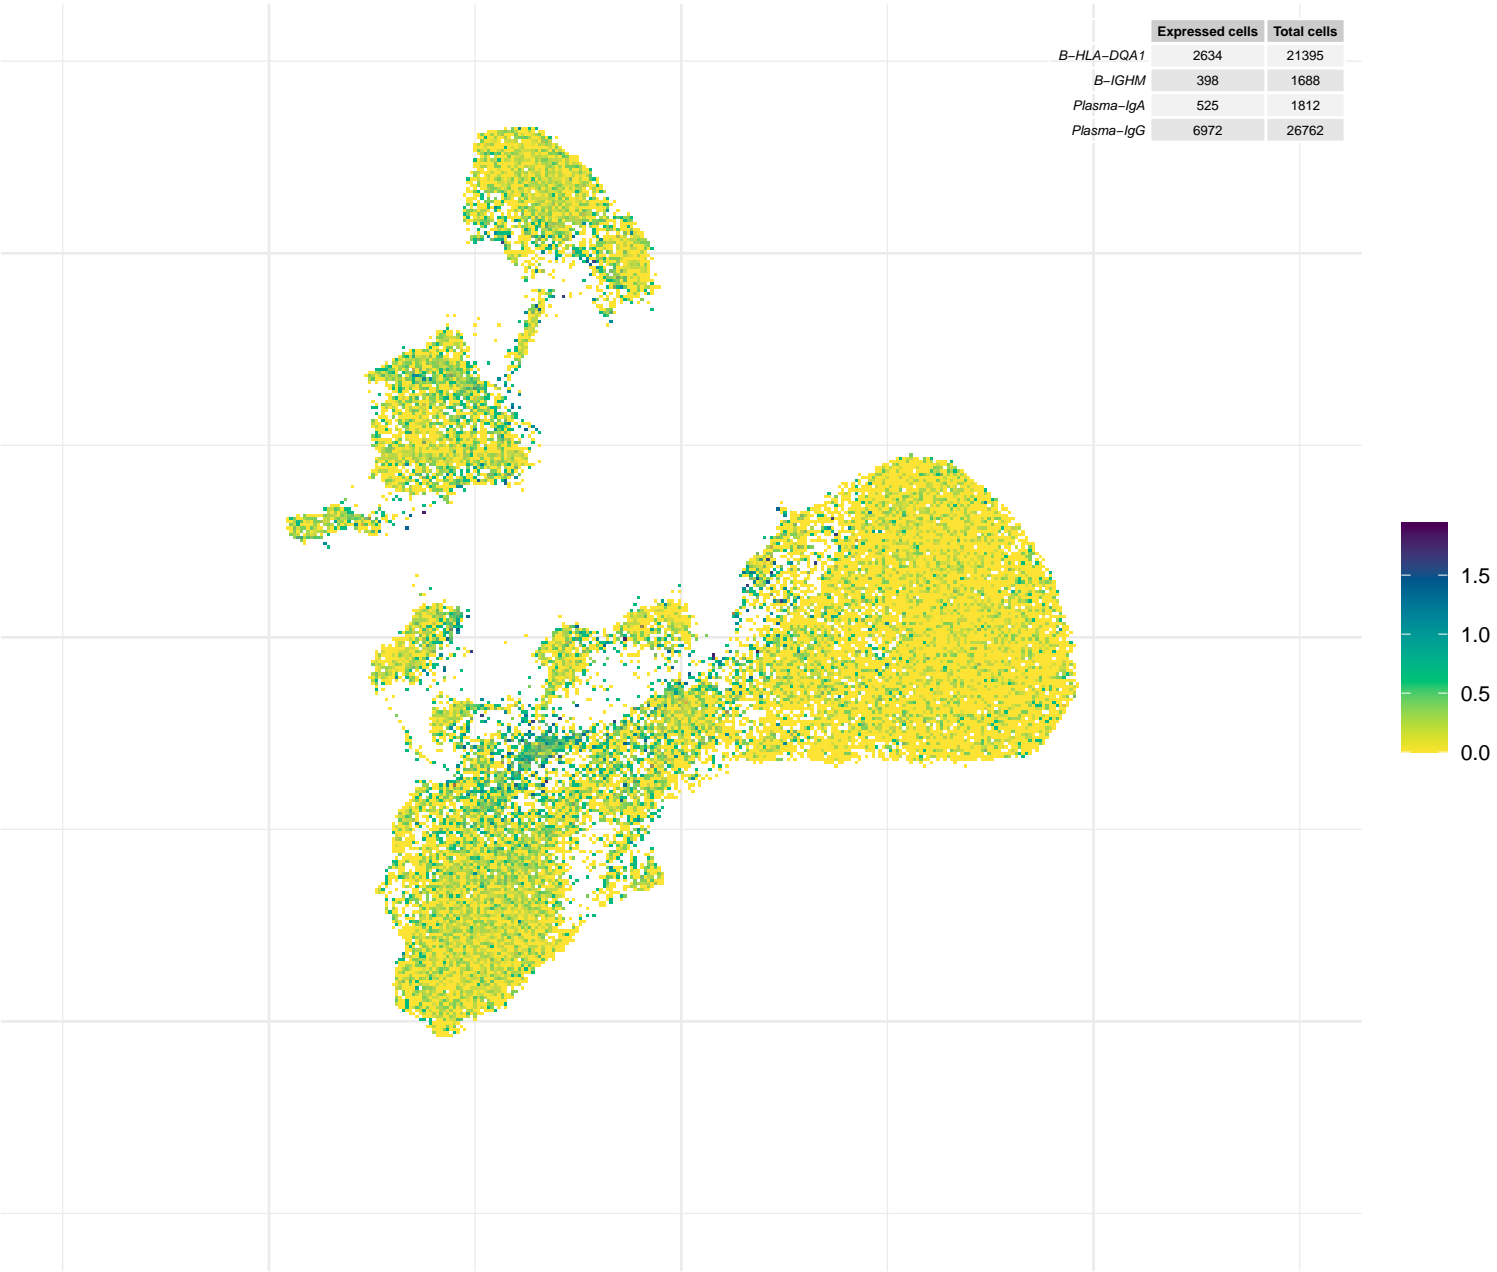 Expressed cells Total cells
B−HLA−DQA1 2634 21395
B−IGHM 398 1688
Plasma−IgA 525 1812
Plasma−IgG 6972 26762
1.5
1.0
0.5
0.0